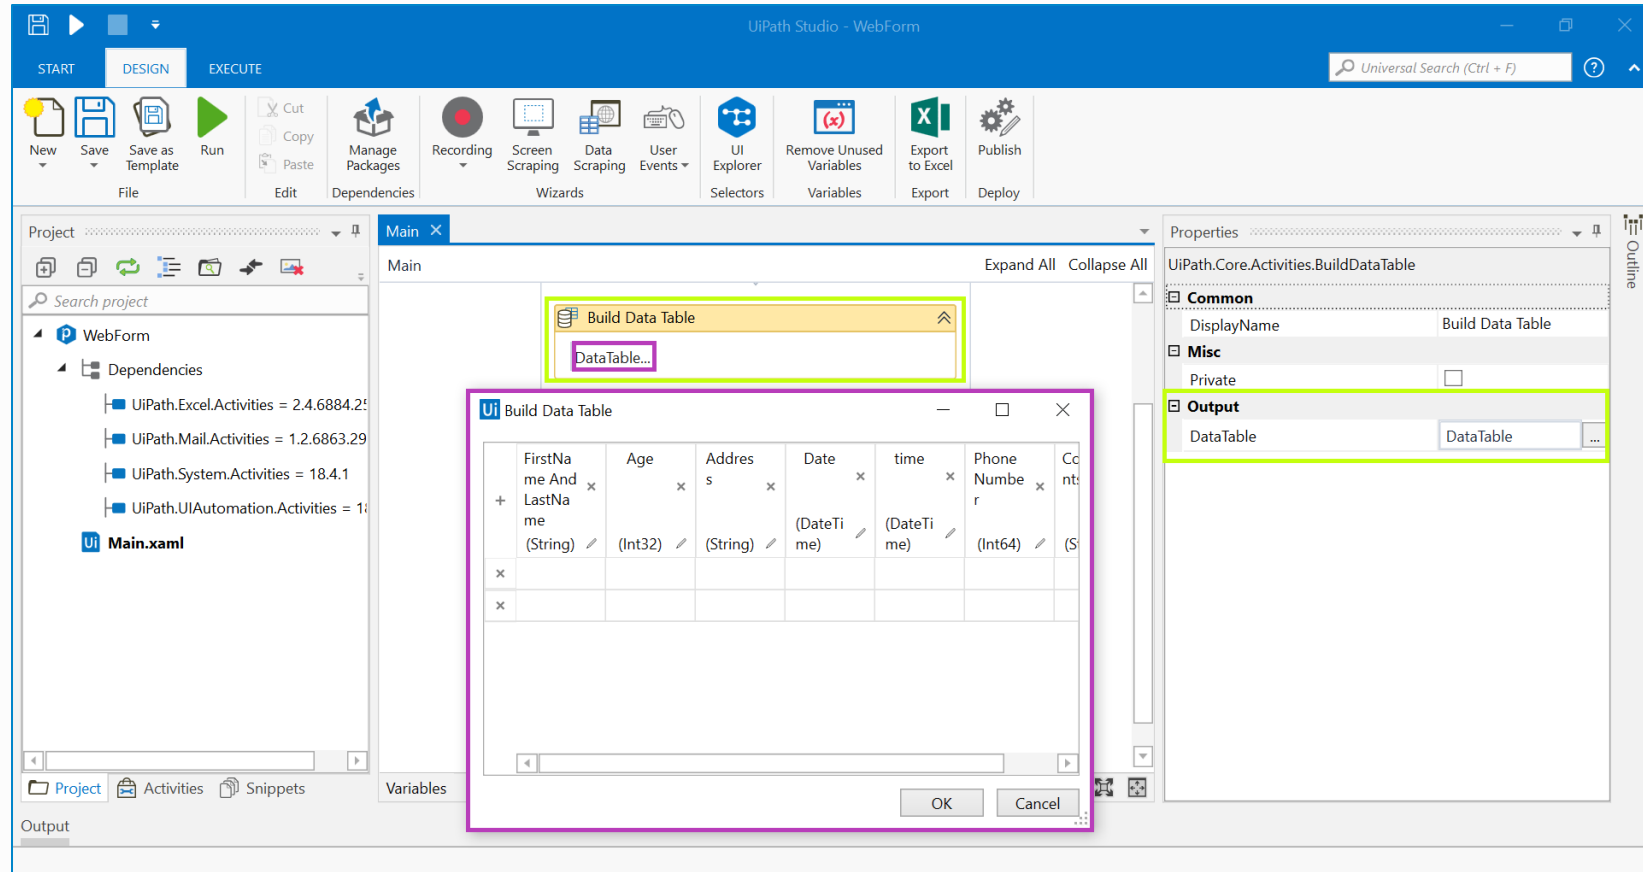 UiPath Studio - WebForm
START DESIGN EXECUTE
Universal Search (Ctrl + F)
New
Save
Save as
Template
Run
File
Cut
Copy
Paste
Edit
Manage
Packages
Dependencies
Recording
Screen
Scraping
Data
Scraping
User
Events
Wizards
UI
Explorer
Selectors
Remove Unused
Variables
Variables
Export
to Excel
Export
Publish
Deploy
Project
Search project
WebForm
Dependencies
UiPath.Excel.Activities = 2.4.6884.25
UiPath.Mail.Activities = 1.2.6863.29
UiPath.System.Activities = 18.4.1
UiPath.UIAutomation.Activities = 18
Ui Main.xaml
Project Activities Snippets
Output
Main
Main
Expand All Collapse All
Build Data Table
DataTable...
Ui Build Data Table
FirstNa
me And
LastNa
me
(String)
Age
(Int32)
Addres
s
(String)
Date
(DateTi
me)
time
(DateTi
me)
Phone
Numbe
r
(Int64)
Co
nts
(S
OK Cancel
Variables
Properties
UiPath.Core.Activities.BuildDataTable
Common
DisplayName Build Data Table
Misc
Private
Output
DataTable DataTable ...
Outline